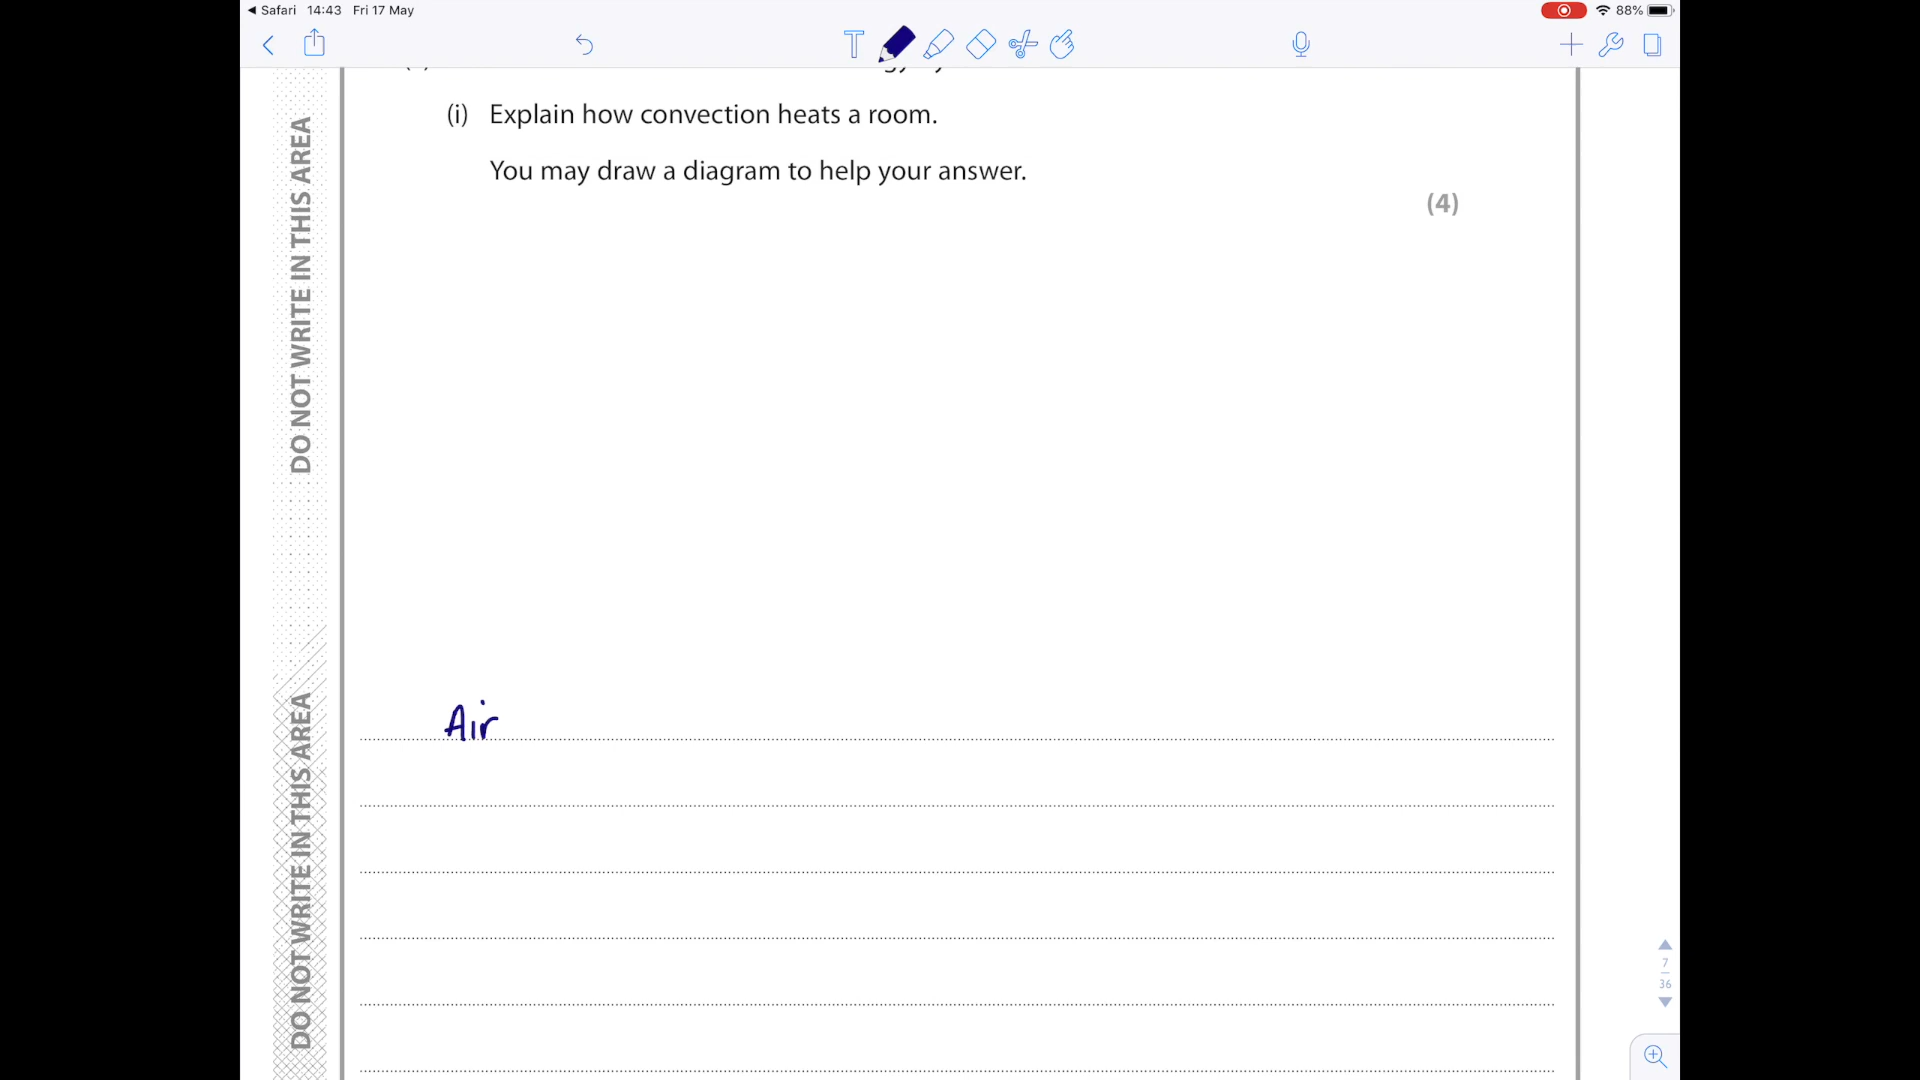 Safari 14:43 Fri 17 May
88%
T
(i) Explain how convection heats a room.
You may draw a diagram to help your answer.
(4)
DO NOT WRITE IN THIS AREA
DO NOT WRITE IN THIS AREA
Air
7
36